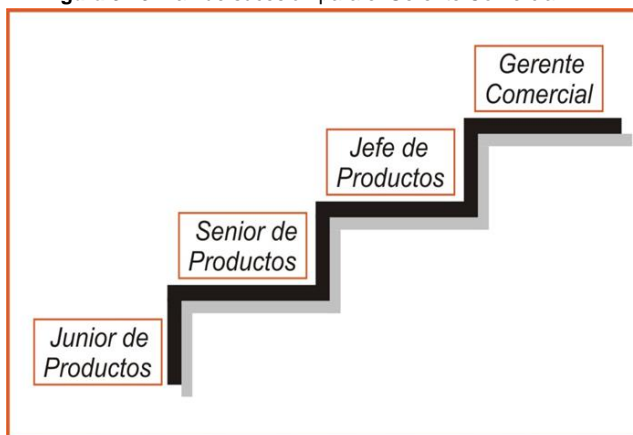 Gerente
Comercial
Jefe de
Productos
Senior de
Productos
Junior de
Productos